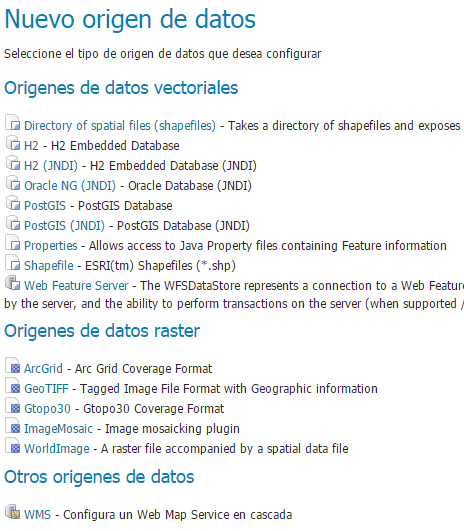 Nuevo origen de datos
Seleccione el tipo de origen de datos que desea configurar
Origenes de datos vectoriales
Directory of spatial files (shapefiles) - Takes a directory of shapefiles and exposes
H2 - H2 Embedded Database
H2 (JNDI) - H2 Embedded Database (JNDI)
Oracle NG (JNDI) - Oracle Database (JNDI)
PostGIS - PostGIS Database
PostGIS (JNDI) - PostGIS Database (JNDI)
Properties - Allows access to Java Property files containing Feature information
Shapefile - ESRI(tm) Shapefiles (*.shp)
Web Feature Server - The WFSDataStore represents a connection to a Web Featur
by the server, and the ability to perform transactions on the server (when supported /
Origenes de datos raster
ArcGrid - Arc Grid Coverage Format
GeoTIFF - Tagged Image File Format with Geographic information
Gtopo30 - Gtopo30 Coverage Format
ImageMosaic - Image mosaicking plugin
WorldImage - A raster file accompanied by a spatial data file
Otros origenes de datos
WMS - Configura un Web Map Service en cascada